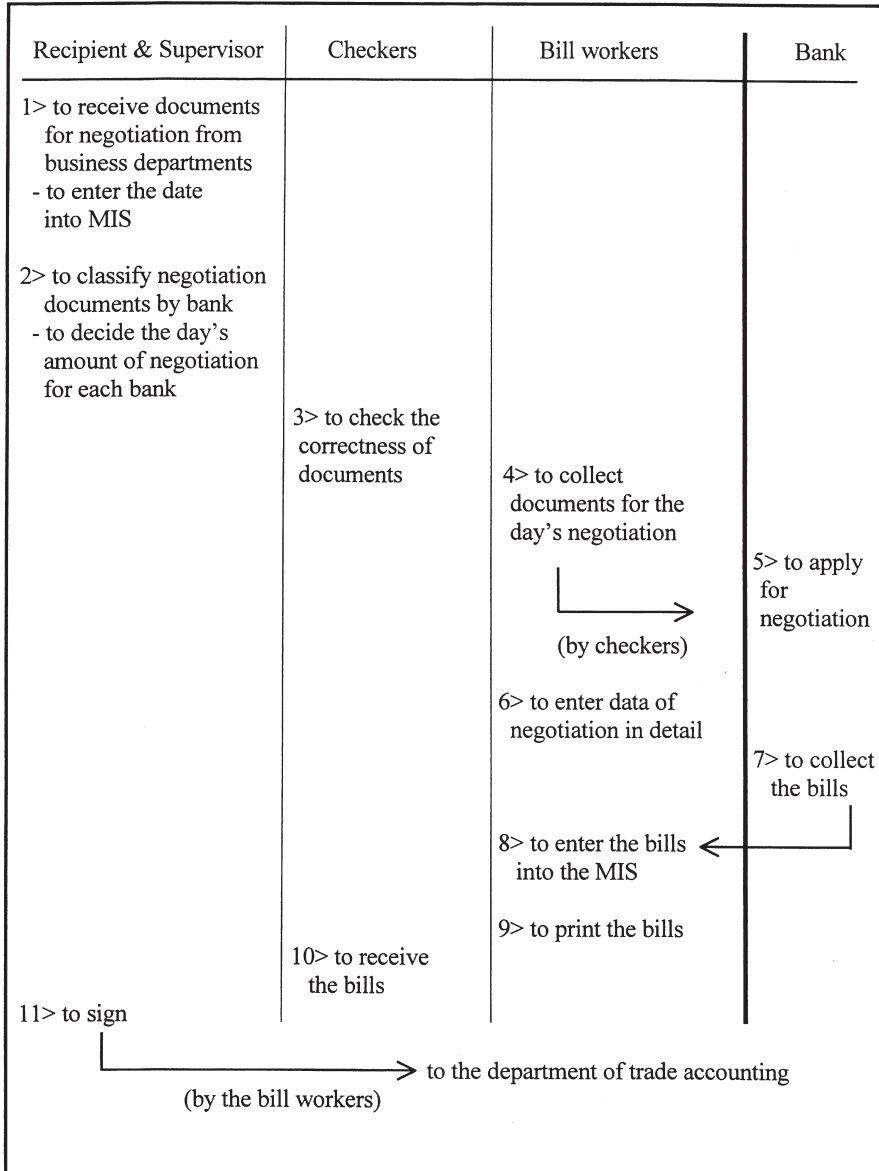 Recipient & Supervisor
Checkers
Bill workers
Bank
1> to receive documents
for negotiation from
business departments
- to enter the date
into MIS
2> to classify negotiation
documents by bank
- to decide the day's
amount of negotiation
for each bank
3> to check the
correctness of
documents
4> to collect
documents for the
day's negotiation
5> to apply
for
negotiation
(by checkers)
6> to enter data of
negotiation in detail
7> to collect
the bills
8> to enter the bills
into the MIS
9> to print the bills
10> to receive
the bills
11> to sign
to the department of trade accounting
(by the bill workers)